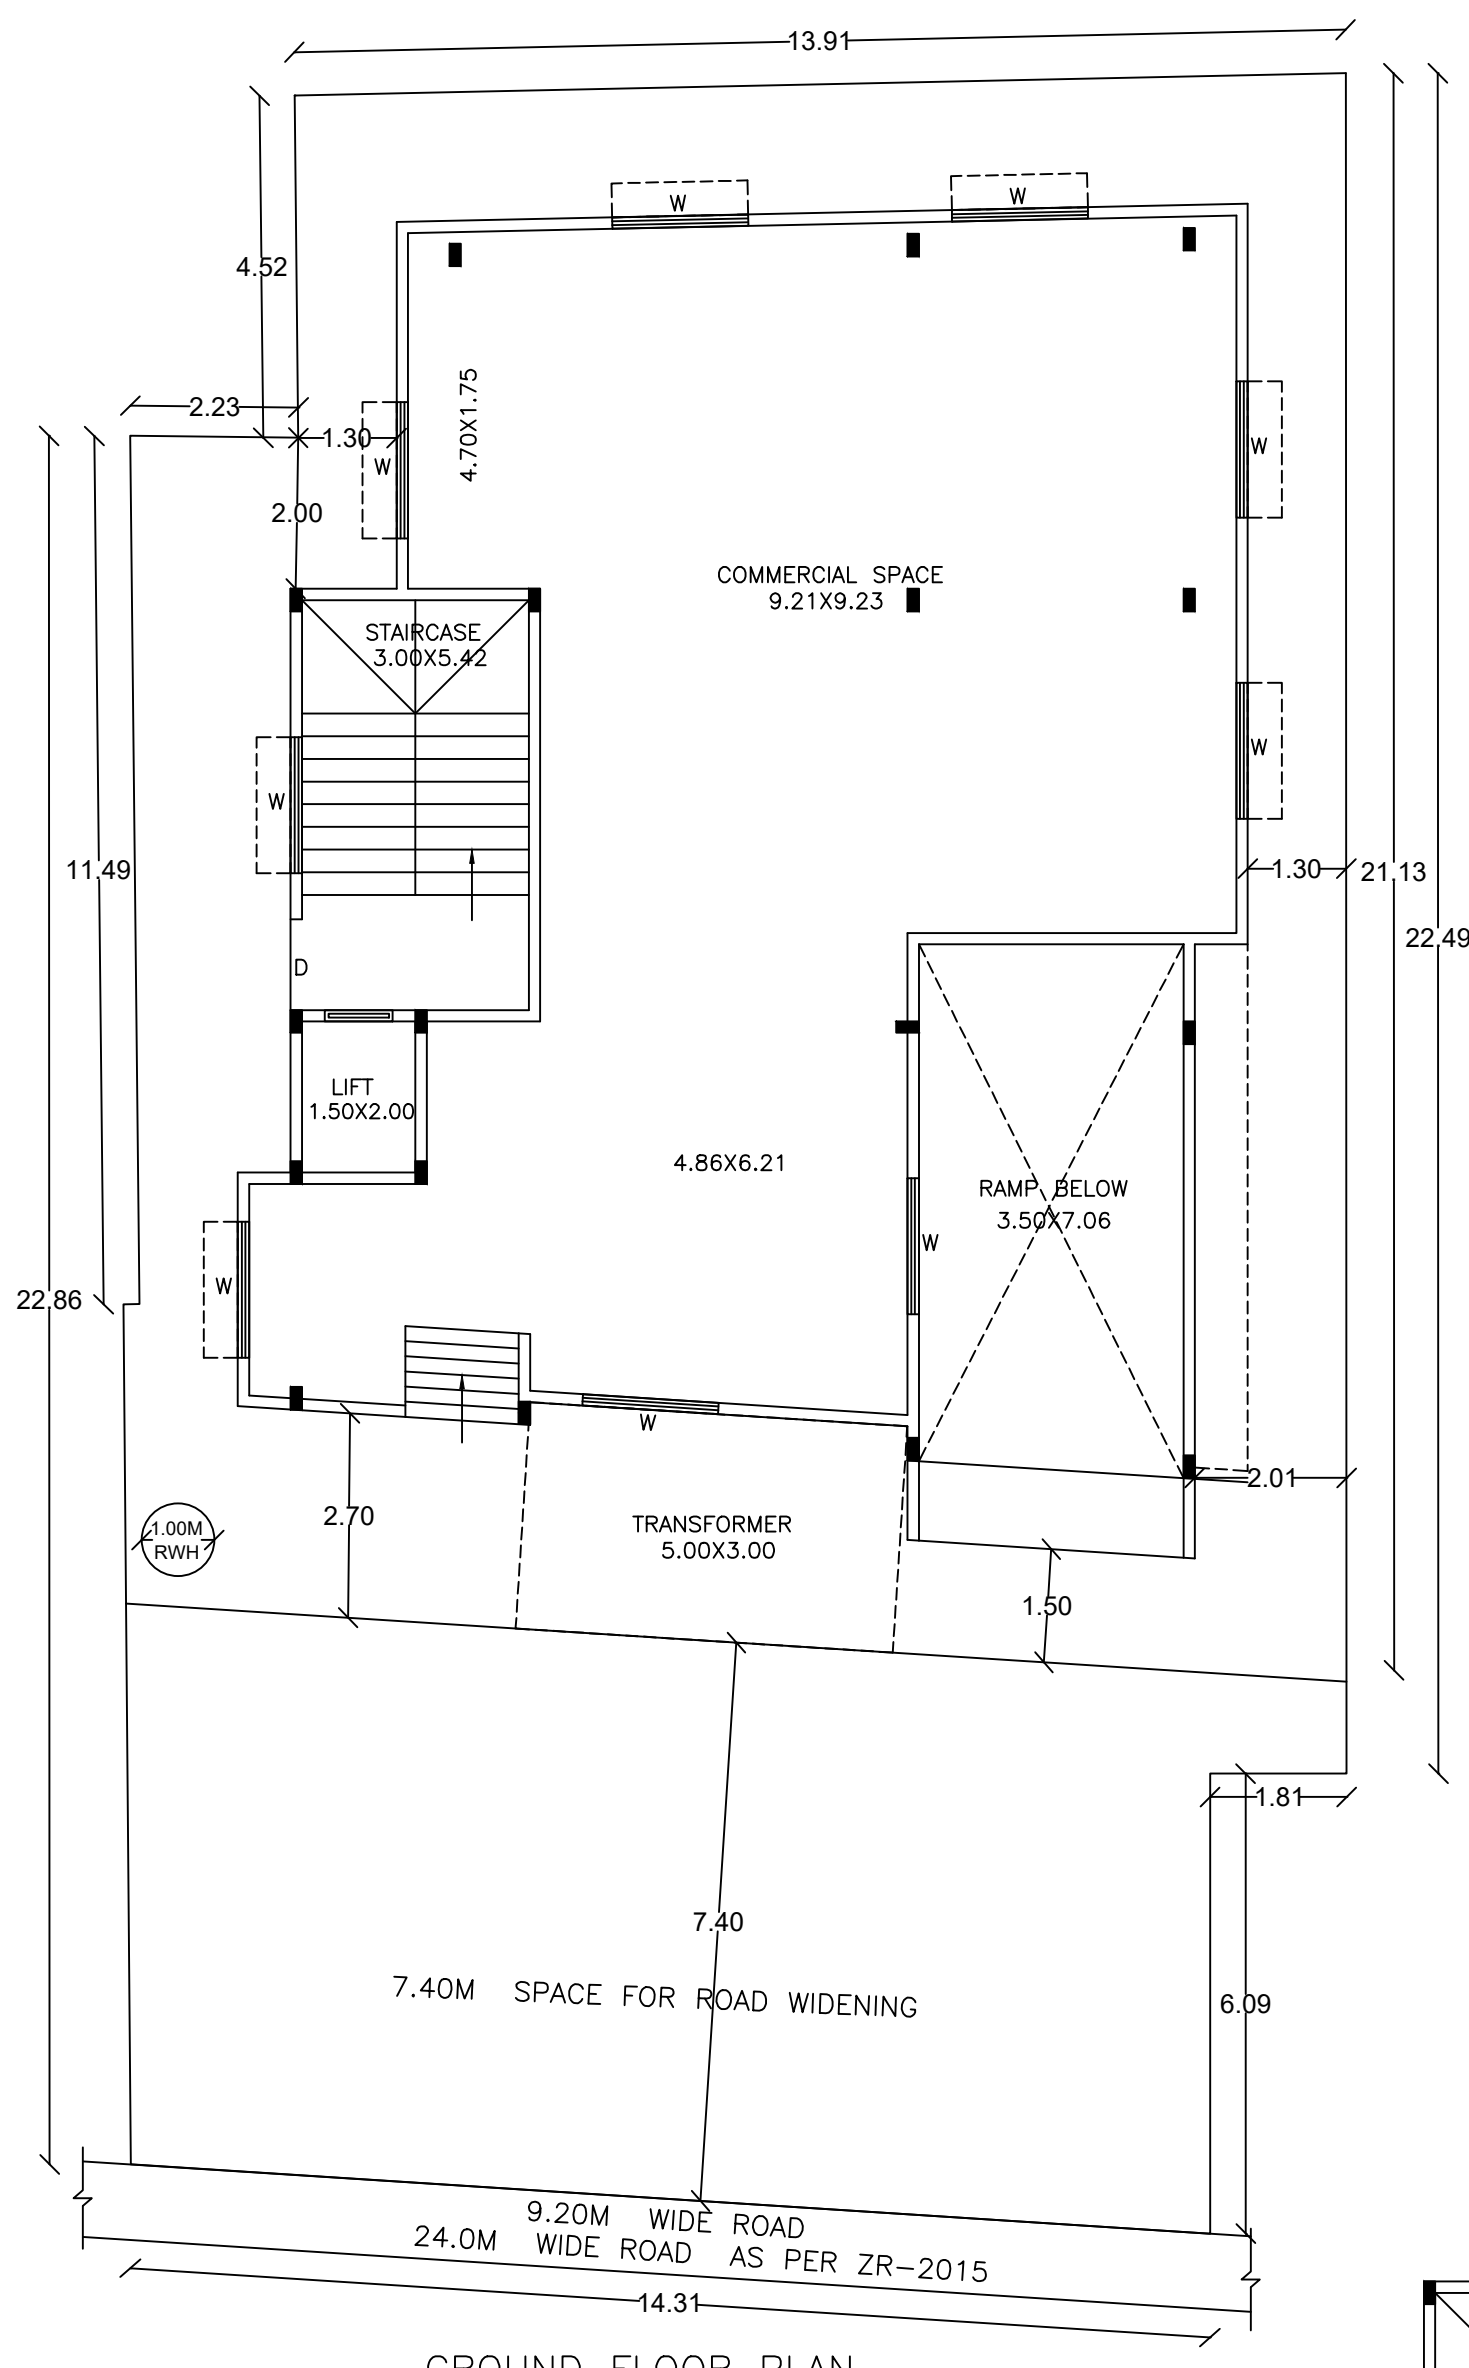 13.91
W
W
4.52
4.70X1.75
2.23
1.30
W
W
2.00
COMMERCIAL SPACE
9.21X9.23
STAIRCASE
3.00X5.42
W
W
11.49
1.30
21.13
22.49
D
LIFT
1.50X2.00
4.86X6.21
RAMP BELOW
3.50X7.06
W
W
22.86
W
2.01
2.70
1.00M
RWH
TRANSFORMER
5.00X3.00
1.50
1.81
7.40
7.40M SPACE FOR ROAD WIDENING
6.09
9.20M WIDE ROAD
24.0M WIDE ROAD AS PER ZR-2015
14.31
GROUND FLOOR PLAN